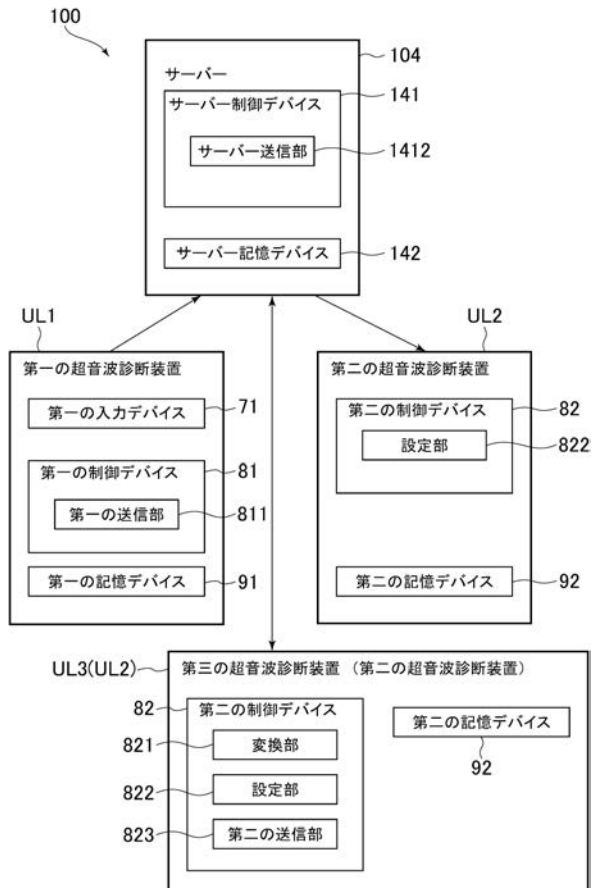 100
104
サーバー
サーバー制御デバイス
141
サーバー送信部
1412
サーバー記憶デバイス
142
UL1
第一の超音波診断装置
第一の入力デバイス
71
第一の制御デバイス
81
第一の送信部
811
第一の記憶デバイス
91
UL2
第二の超音波診断装置
第二の制御デバイス
82
設定部
822
第二の記憶デバイス
92
UL3(UL2)
第三の超音波診断装置 (第二の超音波診断装置)
82
第二の制御デバイス
821
変換部
822
設定部
823
第二の送信部
第二の記憶デバイス
92